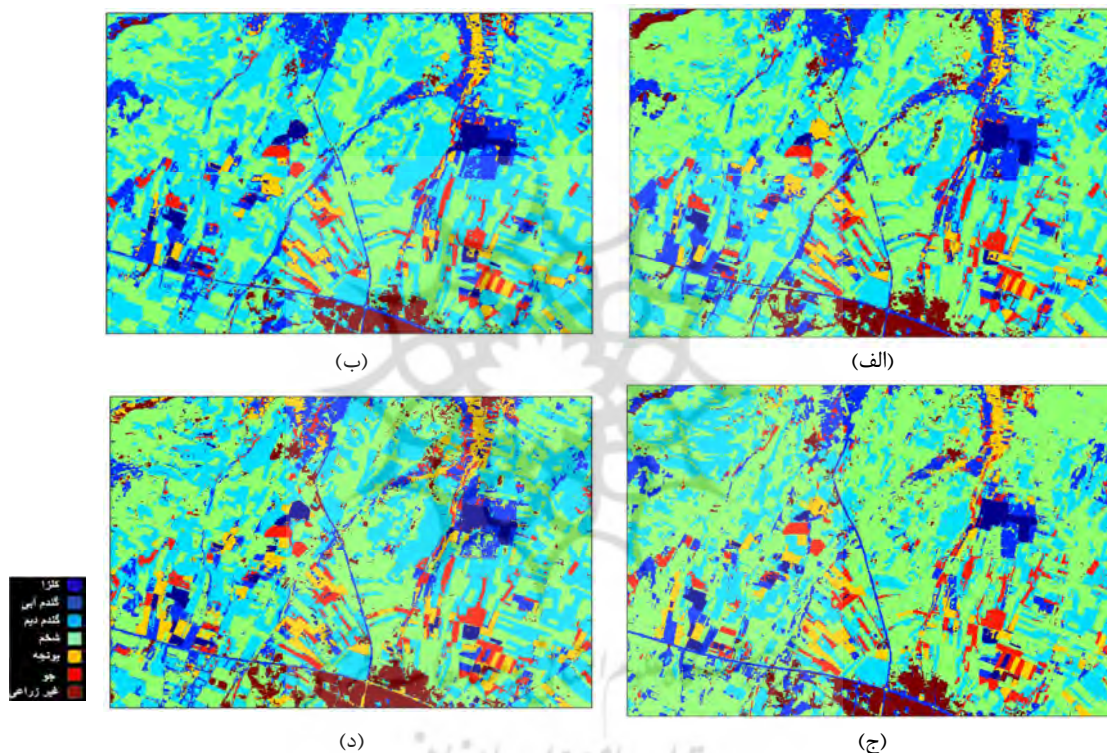 (الف)
(ب)
(ج)
(د)
کلزا
گندم آبی
گندم دیم
شخم
یونجه
جو
غیر زراعی